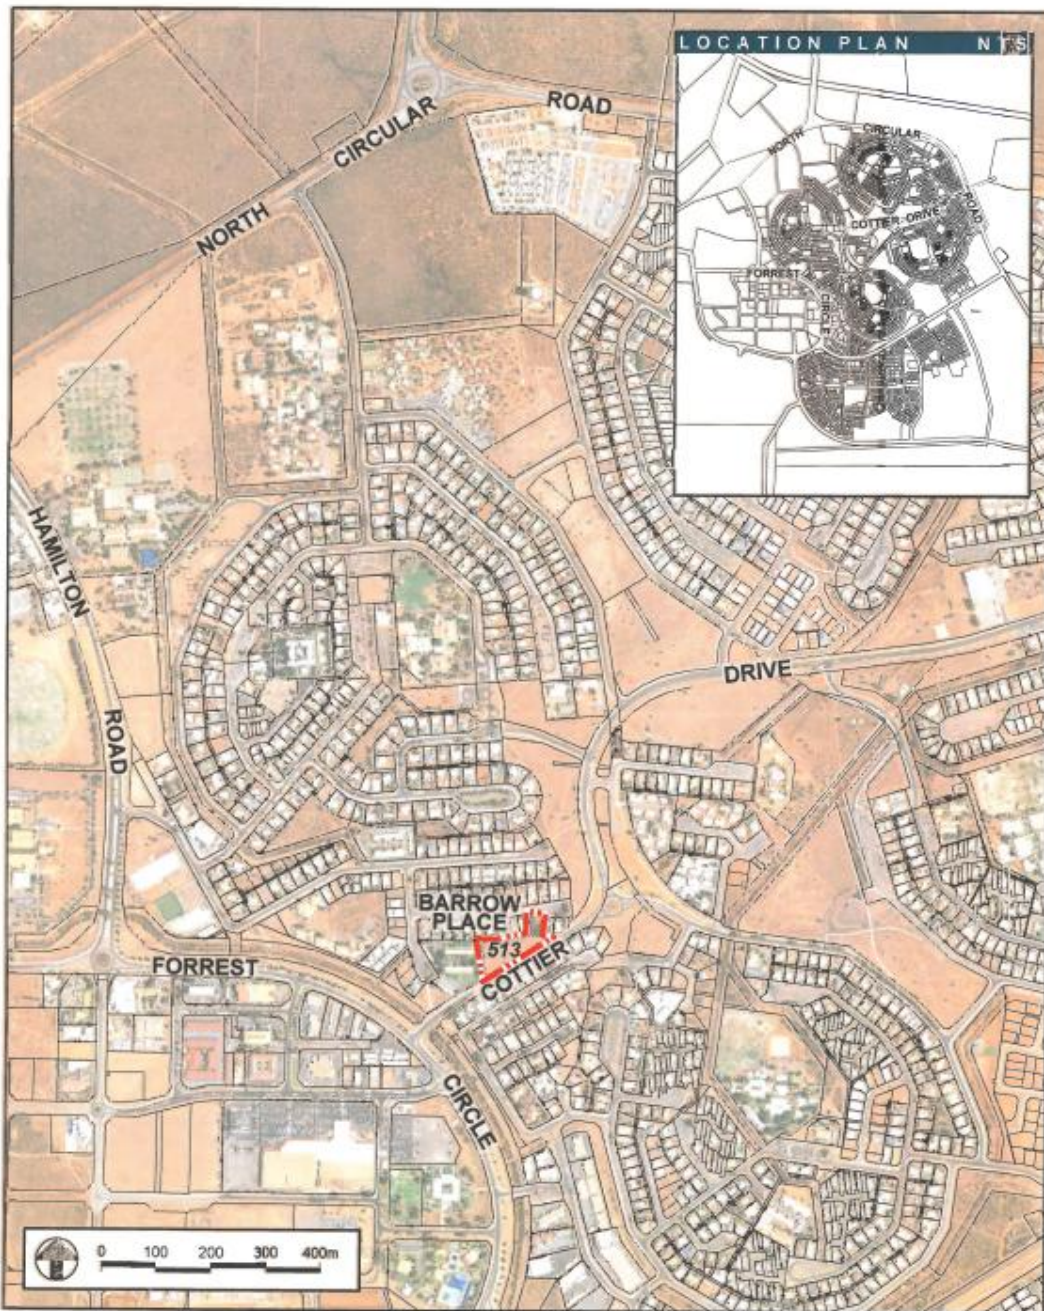 LOCATION PLAN NTS
NORTH
CIRCULAR
ROAD
COTTIER DRIVE
FORREST
CIRCLE
NORTH
CIRCULAR
ROAD
HAMILTON
ROAD
DRIVE
BARROW
PLACE
513
COTTIER
FORREST
CIRCLE
0 100 200 300 400m